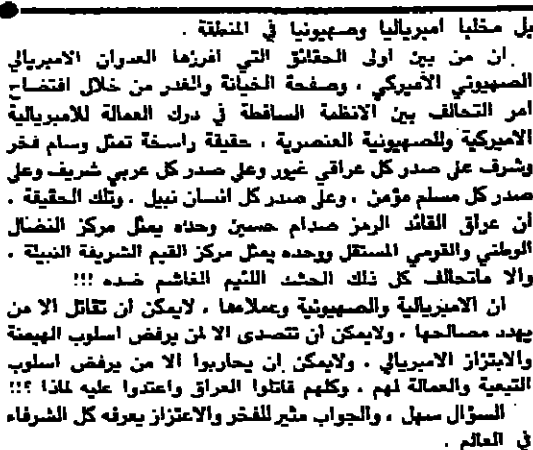 بل مخلبا امبرياليا وصهيونيا في المنطقة .
ان من بين اولى الحقائق التي افرزها العدوان الامبريالي
الصهيوني الأميركي ، وصفحة الخيانة والغدر من خلال افتضاح
امر التحالف بين الانظمة الساقطة في درك العمالة للامبريالية
الاميركية وللصهيونية العنصرية ، حقيقة راسخة تمثل وسام فخر
وشرف على صدر كل عراقي غيور وعلى صدر كل عربي شريف وعلى
صدر كل مسلم مؤمن ، وعلى صدر كل انسان نبيل . وتلك الحقيقة ،
ان عراق القائد الرمز صدام حسين وحده يمثل مركز النضال
الوطني والقومي المستقل ووحده يمثل مركز القيم الشريفة النبيلة .
والا ماتحالف كل ذلك الحشد اللئيم الغاشم ضده !!!
ان الامبريالية والصهيونية وعملاءها ، لايمكن ان تقاتل الا من
يهدد مصالحها ، ولايمكن ان تتصدى الا لمن يرفض اسلوب الهيمنة
والابتزاز الامبريالي . ولايمكن ان يحاربوا الا من يرفض اسلوب
التبعية والعمالة لهم . وكلهم قاتلوا العراق واعتدوا عليه لماذا ؟!!
السؤال سهل ، والجواب مثير للفخر والاعتزاز يعرفه كل الشرفاء
في العالم .